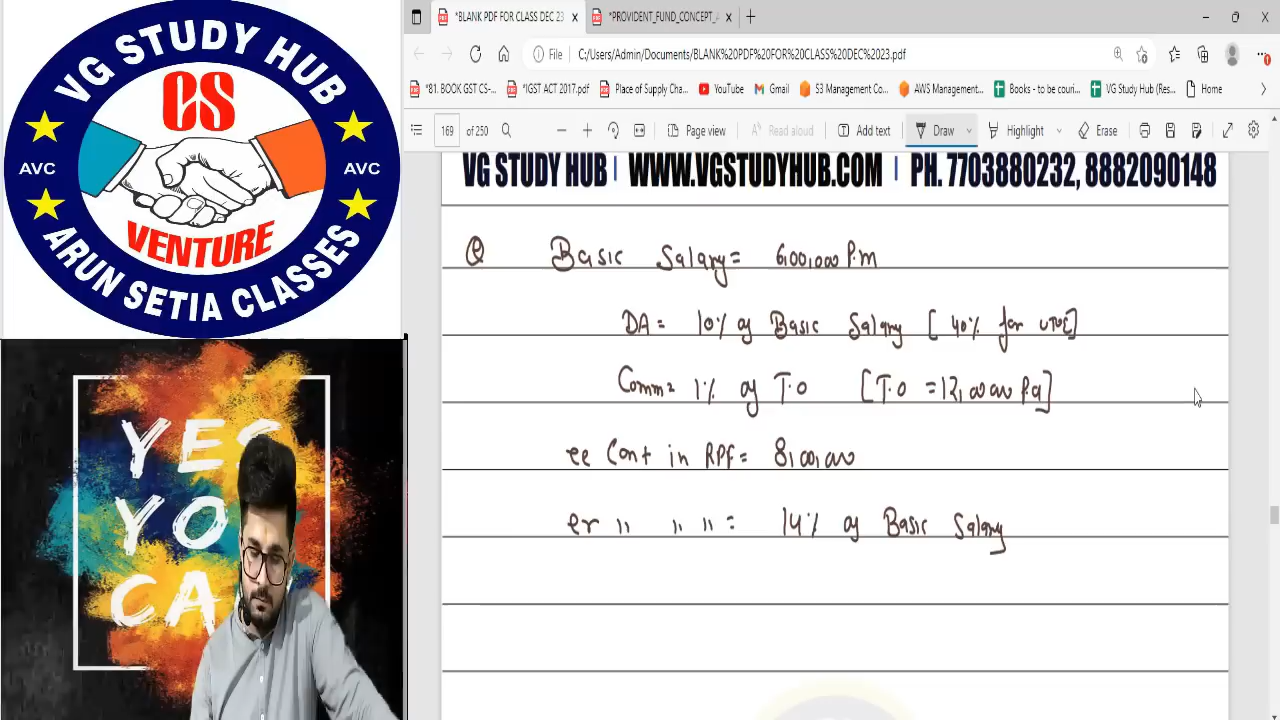 VG STUDY HUB
CS
AVC
AVC
VENTURE
ARUN SETIA CLASSES
YES
YO
CA
*BLANK PDF FOR CLASS DEC 23
*PROVIDENT_FUND_CONCEPT_
File
C:/Users/Admin/Documents/BLANK%20PDF%20FOR%20CLASS%20DEC%202023.pdf
*81. BOOK GST CS-...
*IGST ACT 2017.pdf
Place of Supply Cha...
YouTube
Gmail
S3 Management Co...
AWS Management...
Books - to be couri...
VG Study Hub (Res...
Home
169 of 250
Page view
Read aloud
Add text
Draw
Highlight
Erase
VG STUDY HUB | WWW.VGSTUDYHUB.COM | PH. 7703880232, 8882090148
Q Basic Salary = 6,00,000 P.m
DA = 10% of Basic Salary [40% for
Comm = 1% of T.O [T.O = 12,00,000 P.a]
ee Cont in RPF = 8,00,000
er " " " = 14% of Basic Salary